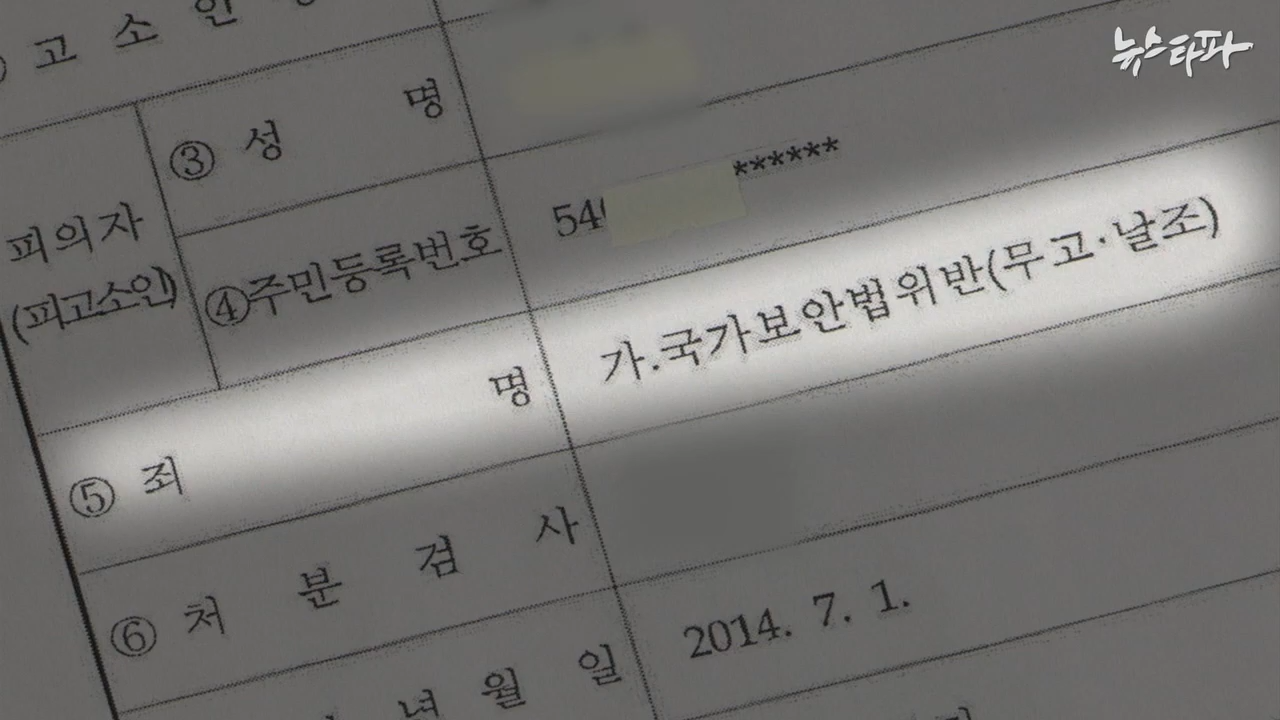 뉴스타파
고 소 인
③ 성 명
피의자
(피고소인)
④주민등록번호
54
******
⑤ 죄 명
가.국가보안법위반(무고·날조)
⑥ 처 분 검 사
년 월 일
2014. 7. 1.